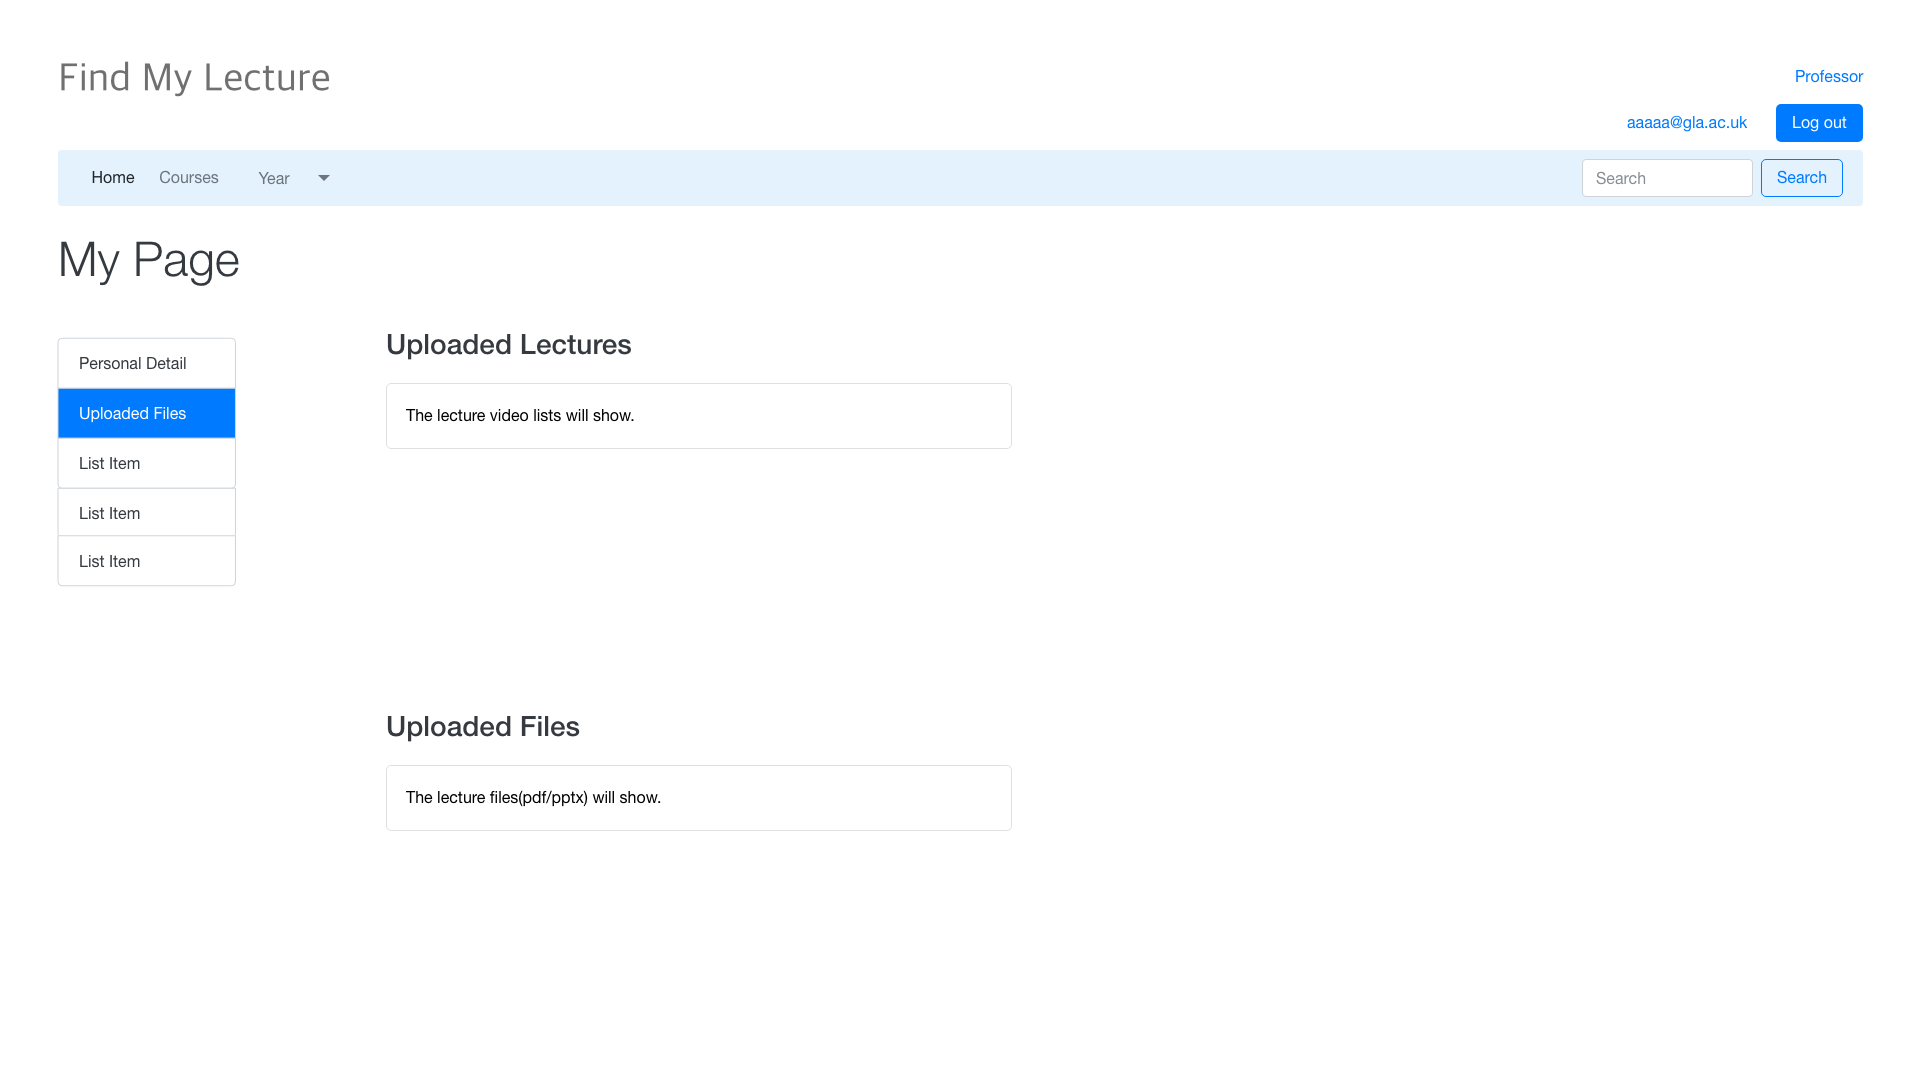 Find My Lecture
Professor
aaaaa@gla.ac.uk
Log out
Home Courses Year
Search Search
My Page
Personal Detail
Uploaded Files
List Item
List Item
List Item
Uploaded Lectures
The lecture video lists will show.
Uploaded Files
The lecture files(pdf/pptx) will show.